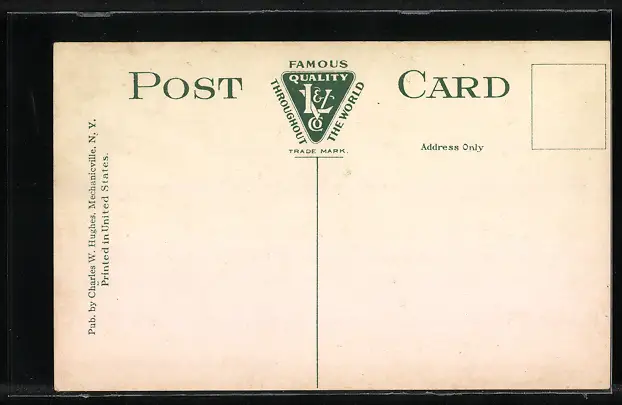 POST CARD
FAMOUS
QUALITY
THROUGHOUT THE WORLD
L & Z
CO
TRADE MARK.
Address Only
Pub. by Charles W. Hughes, Mechanicville, N. Y.
Printed in United States.